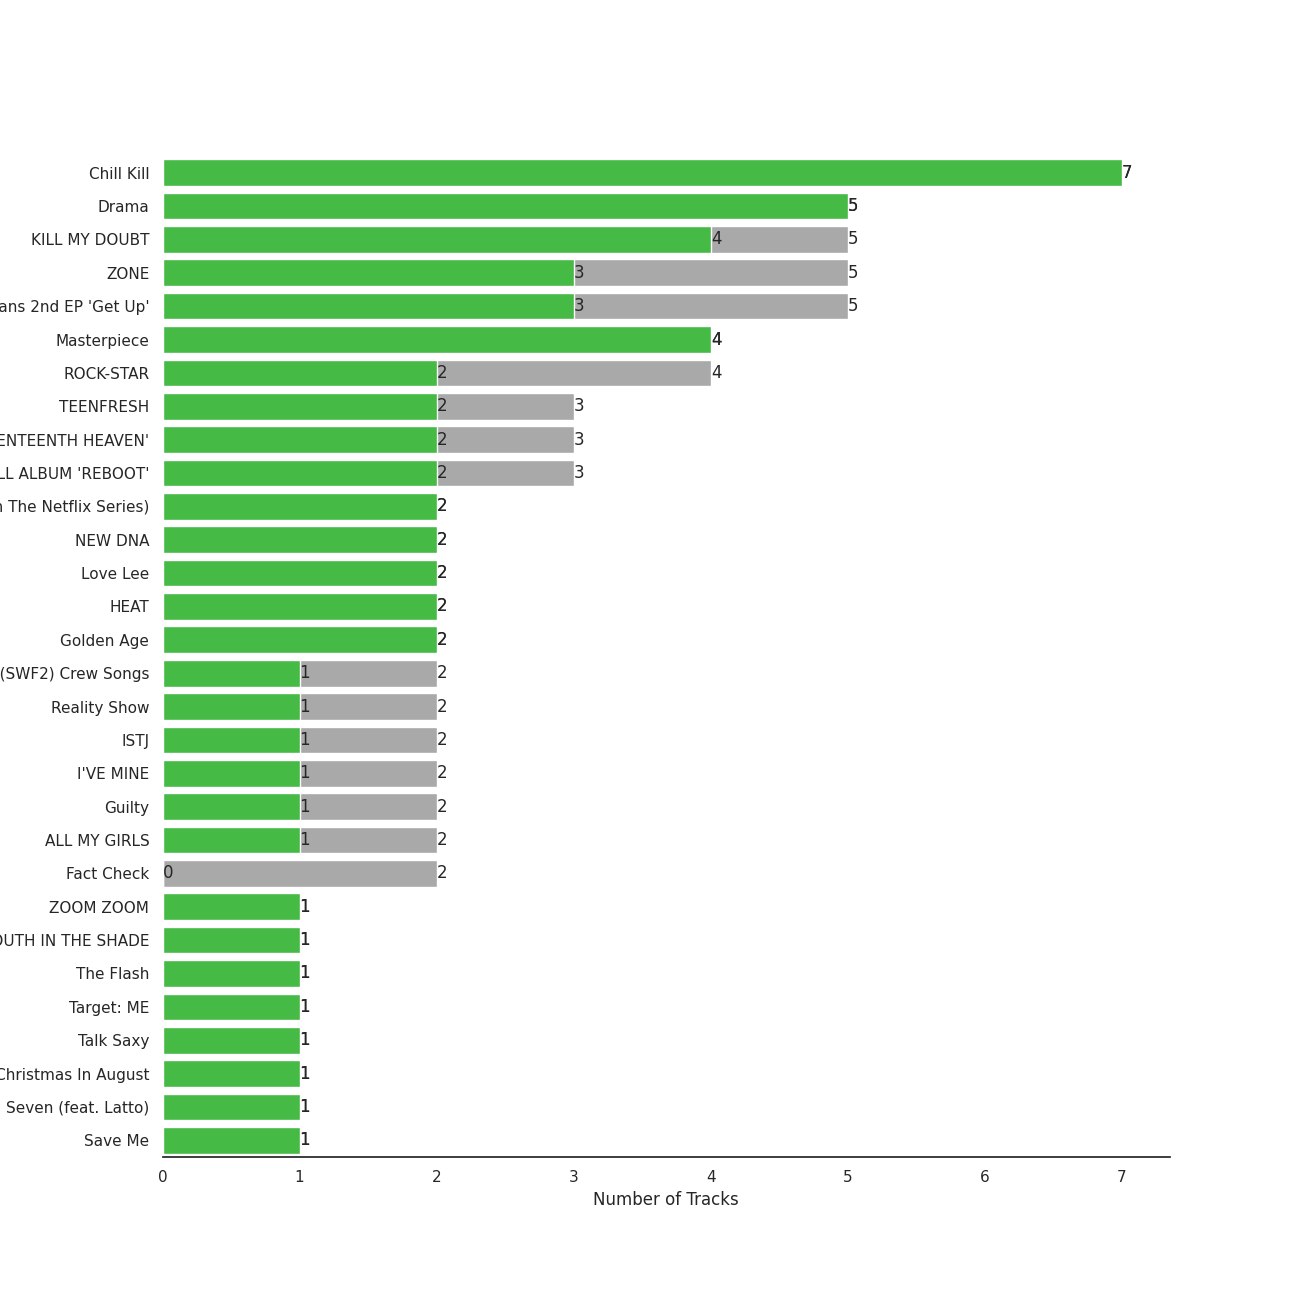 Chill Kill 7
Drama 5
KILL MY DOUBT 4 5
ZONE 3 5
2nd EP 'Get Up' 3 5
Masterpiece 4
ROCK-STAR 2 4
TEENFRESH 2 3
HEAVEN' 2 3
ALBUM 'REBOOT' 2 3
The Netflix Series) 2
NEW DNA 2
Love Lee 2
HEAT 2
Golden Age 2
(SWF2) Crew Songs 1 2
Reality Show 1 2
ISTJ 1 2
I'VE MINE 1 2
Guilty 1 2
ALL MY GIRLS 1 2
Fact Check 0 2
ZOOM ZOOM 1
IN THE SHADE 1
The Flash 1
Target: ME 1
Talk Saxy 1
Christmas In August 1
Seven (feat. Latto) 1
Save Me 1
0 1 2 3 4 5 6 7
Number of Tracks